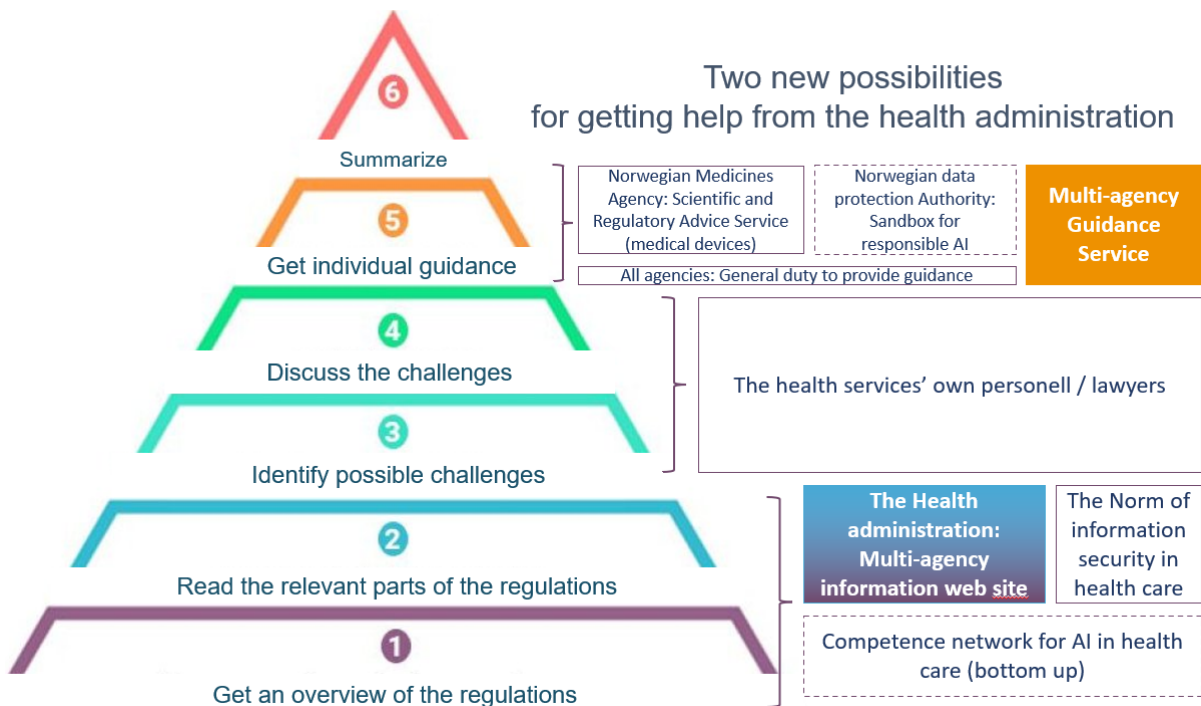 Two new possibilities
for getting help from the health administration
6
Summarize
5
Get individual guidance
Norwegian Medicines
Agency: Scientific and
Regulatory Advice Service
(medical devices)
Norwegian data
protection Authority:
Sandbox for
responsible AI
Multi-agency
Guidance
Service
All agencies: General duty to provide guidance
4
Discuss the challenges
3
Identify possible challenges
The health services’ own personell / lawyers
2
Read the relevant parts of the regulations
The Health
administration:
Multi-agency
information web site
The Norm of
information
security in
health care
1
Get an overview of the regulations
Competence network for AI in health
care (bottom up)